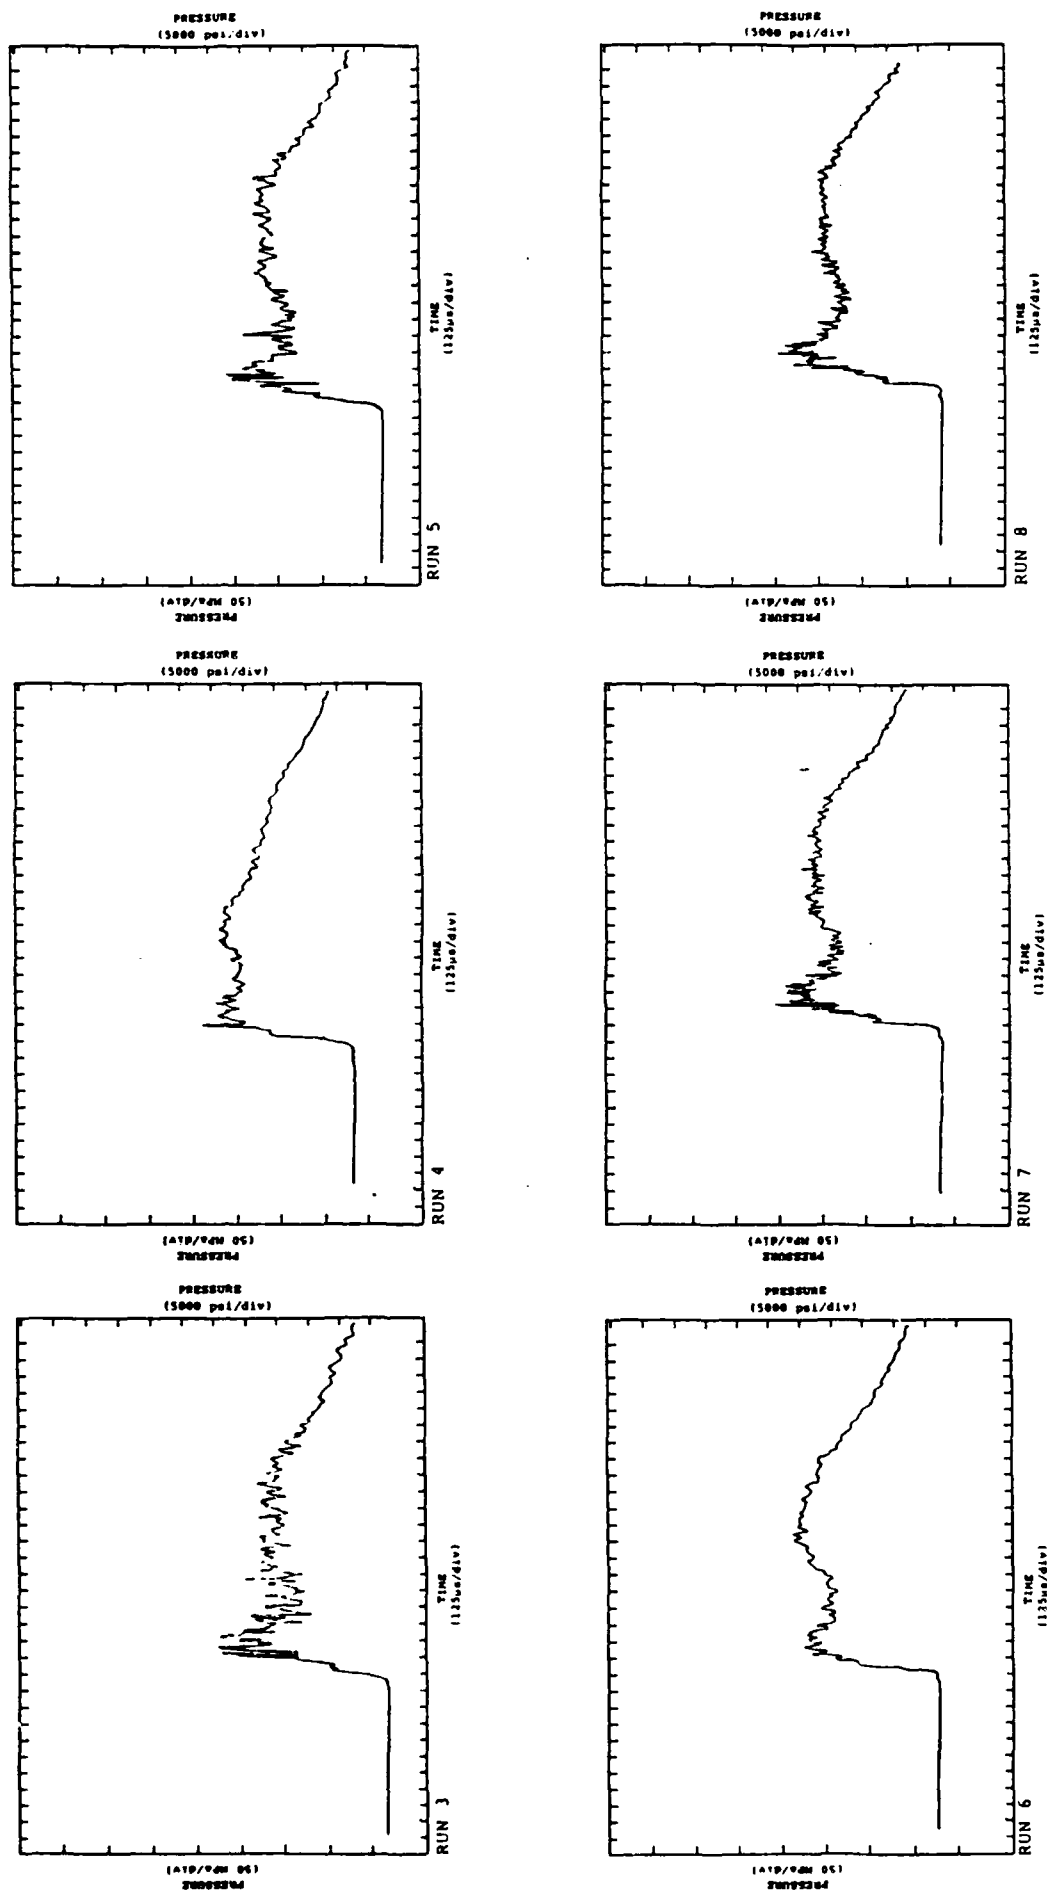 PRESSURE
(5000 psi/div)
TIME
(125µs/div)
PRESSURE
(50 MPa/div)
RUN 5
PRESSURE
(5000 psi/div)
TIME
(125µs/div)
PRESSURE
(50 MPa/div)
RUN 8
PRESSURE
(5000 psi/div)
TIME
(125µs/div)
PRESSURE
(50 MPa/div)
RUN 4
PRESSURE
(5000 psi/div)
TIME
(125µs/div)
PRESSURE
(50 MPa/div)
RUN 7
PRESSURE
(5000 psi/div)
TIME
(125µs/div)
PRESSURE
(50 MPa/div)
RUN 3
PRESSURE
(5000 psi/div)
TIME
(125µs/div)
PRESSURE
(50 MPa/div)
RUN 6